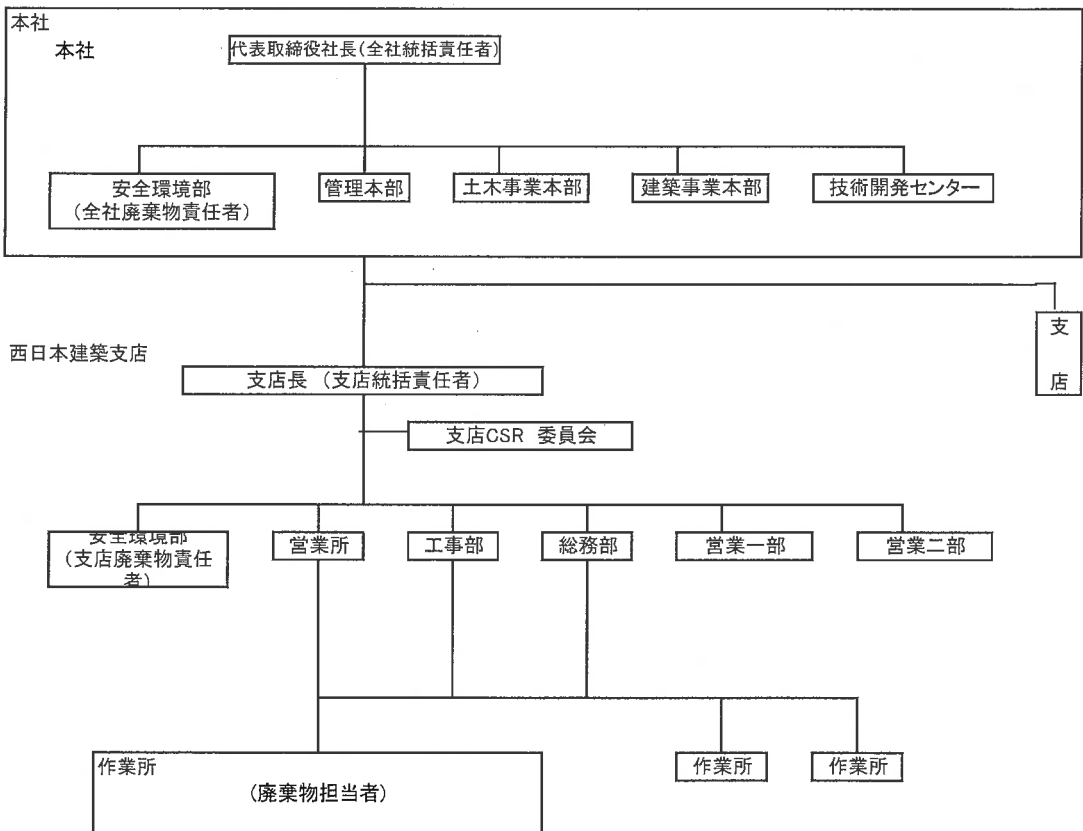 本社
本社
代表取締役社長(全社統括責任者)
安全環境部
(全社廃棄物責任者)
管理本部
土木事業本部
建築事業本部
技術開発センター
支
店
西日本建築支店
支店長 (支店統括責任者)
支店CSR 委員会
安全環境部
(支店廃棄物責任
者)
営業所
工事部
総務部
営業一部
営業二部
作業所
(廃棄物担当者)
作業所
作業所